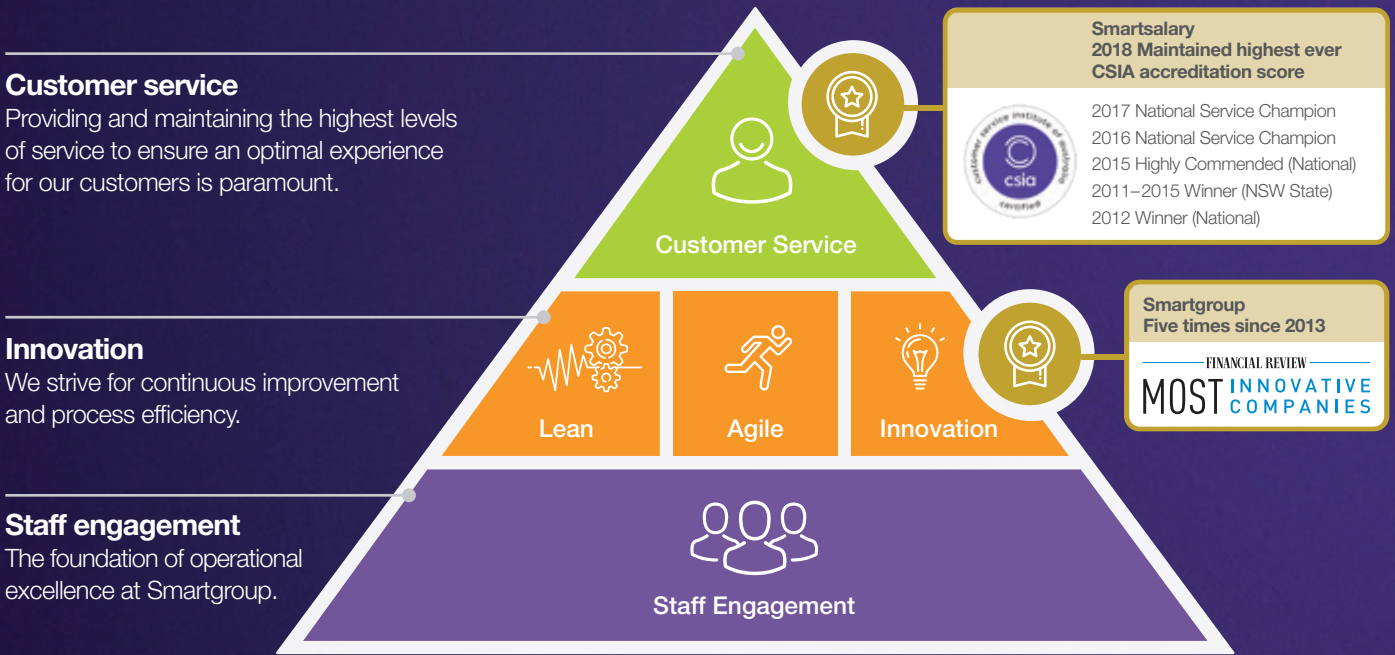 Customer service
Providing and maintaining the highest levels
of service to ensure an optimal experience
for our customers is paramount.
Innovation
We strive for continuous improvement
and process efficiency.
Staff engagement
The foundation of operational
excellence at Smartgroup.
Customer Service
Lean
Agile
Innovation
Staff Engagement
Smartsalary
2018 Maintained highest ever
CSIA accreditation score
customer service institute of australia
csia
certified
2017 National Service Champion
2016 National Service Champion
2015 Highly Commended (National)
2011–2015 Winner (NSW State)
2012 Winner (National)
Smartgroup
Five times since 2013
FINANCIAL REVIEW
MOST INNOVATIVE
COMPANIES